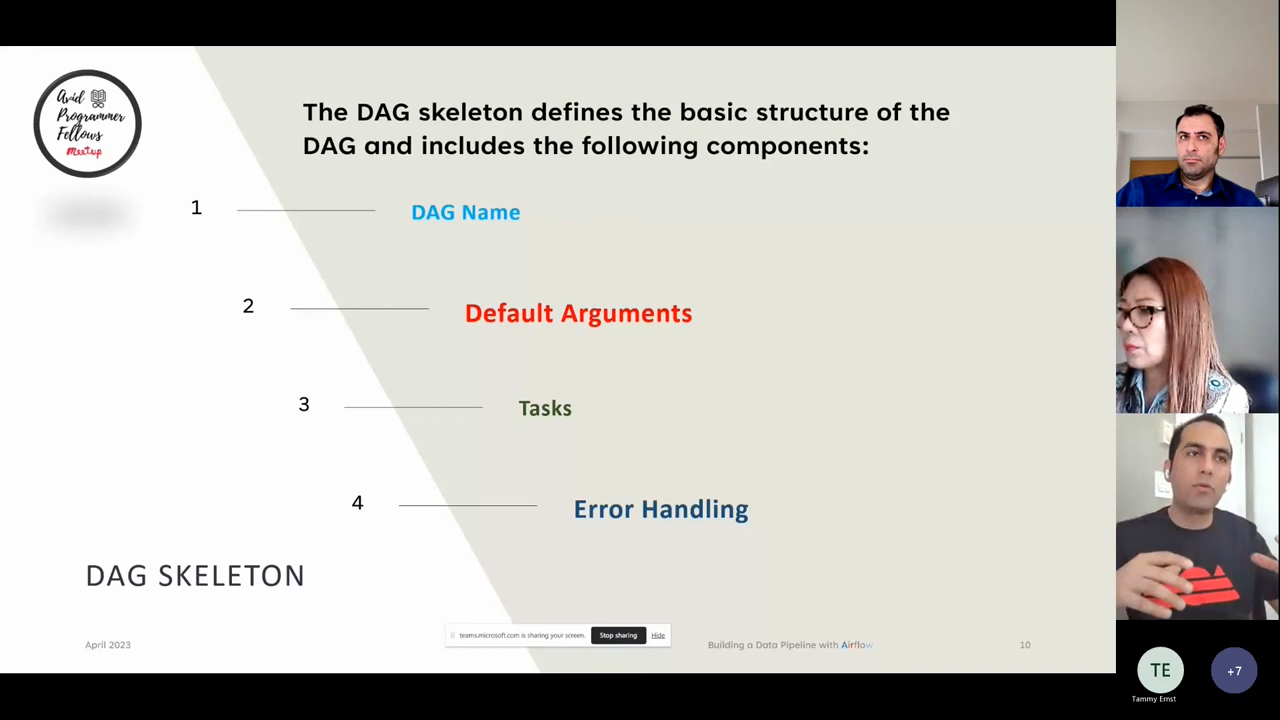 Avid
Programmer
Fellows
Meetup
The DAG skeleton defines the basic structure of the
DAG and includes the following components:
1
DAG Name
2
Default Arguments
3
Tasks
4
Error Handling
DAG SKELETON
April 2023
teams.microsoft.com is sharing your screen.
Stop sharing
Hide
Building a Data Pipeline with Airflow
10
TE
+7
Tammy Ernst